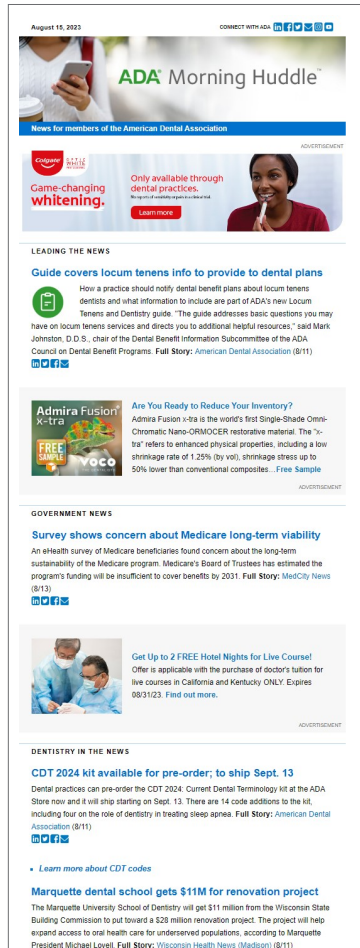 August 15, 2023
CONNECT WITH ADA
ADA Morning Huddle™
News for members of the American Dental Association
ADVERTISEMENT
Colgate OPTIC WHITE
Game-changing
whitening.
Only available through
dental practices.
Learn more
LEADING THE NEWS
Guide covers locum tenens info to provide to dental plans
How a practice should notify dental benefit plans about locum tenens
dentists and what information to include are part of ADA's new Locum
Tenens and Dentistry guide. "The guide addresses basic questions you may
have on locum tenens services and directs you to additional helpful resources," said Mark
Johnston, D.D.S., chair of the Dental Benefit Information Subcommittee of the ADA
Council on Dental Benefit Programs. Full Story: American Dental Association (8/11)
Admira Fusion
x-tra
FREE
SAMPLE
VOCO
Are You Ready to Reduce Your Inventory?
Admira Fusion x-tra is the world's first Single-Shade Omni-
Chromatic Nano-ORMOCER restorative material. The "x-
tra" refers to enhanced physical properties, including a low
shrinkage rate of 1.25% (by vol), shrinkage stress up to
50% lower than conventional composites…Free Sample
ADVERTISEMENT
GOVERNMENT NEWS
Survey shows concern about Medicare long-term viability
An eHealth survey of Medicare beneficiaries found concern about the long-term
sustainability of the Medicare program. Medicare's Board of Trustees has estimated the
program's funding will be insufficient to cover benefits by 2031. Full Story: MedCity News
(8/13)
Get Up to 2 FREE Hotel Nights for Live Course!
Offer is applicable with the purchase of doctor's tuition for
live courses in California and Kentucky ONLY. Expires
08/31/23. Find out more.
ADVERTISEMENT
DENTISTRY IN THE NEWS
CDT 2024 kit available for pre-order; to ship Sept. 13
Dental practices can pre-order the CDT 2024: Current Dental Terminology kit at the ADA
Store now and it will ship starting on Sept. 13. There are 14 code additions to the kit,
including four on the role of dentistry in treating sleep apnea. Full Story: American Dental
Association (8/11)
Learn more about CDT codes
Marquette dental school gets $11M for renovation project
The Marquette University School of Dentistry will get $11 million from the Wisconsin State
Building Commission to put toward a $28 million renovation project. The project will help
expand access to oral health care for underserved populations, according to Marquette
President Michael Lovell. Full Story: Wisconsin Health News (Madison) (8/11)